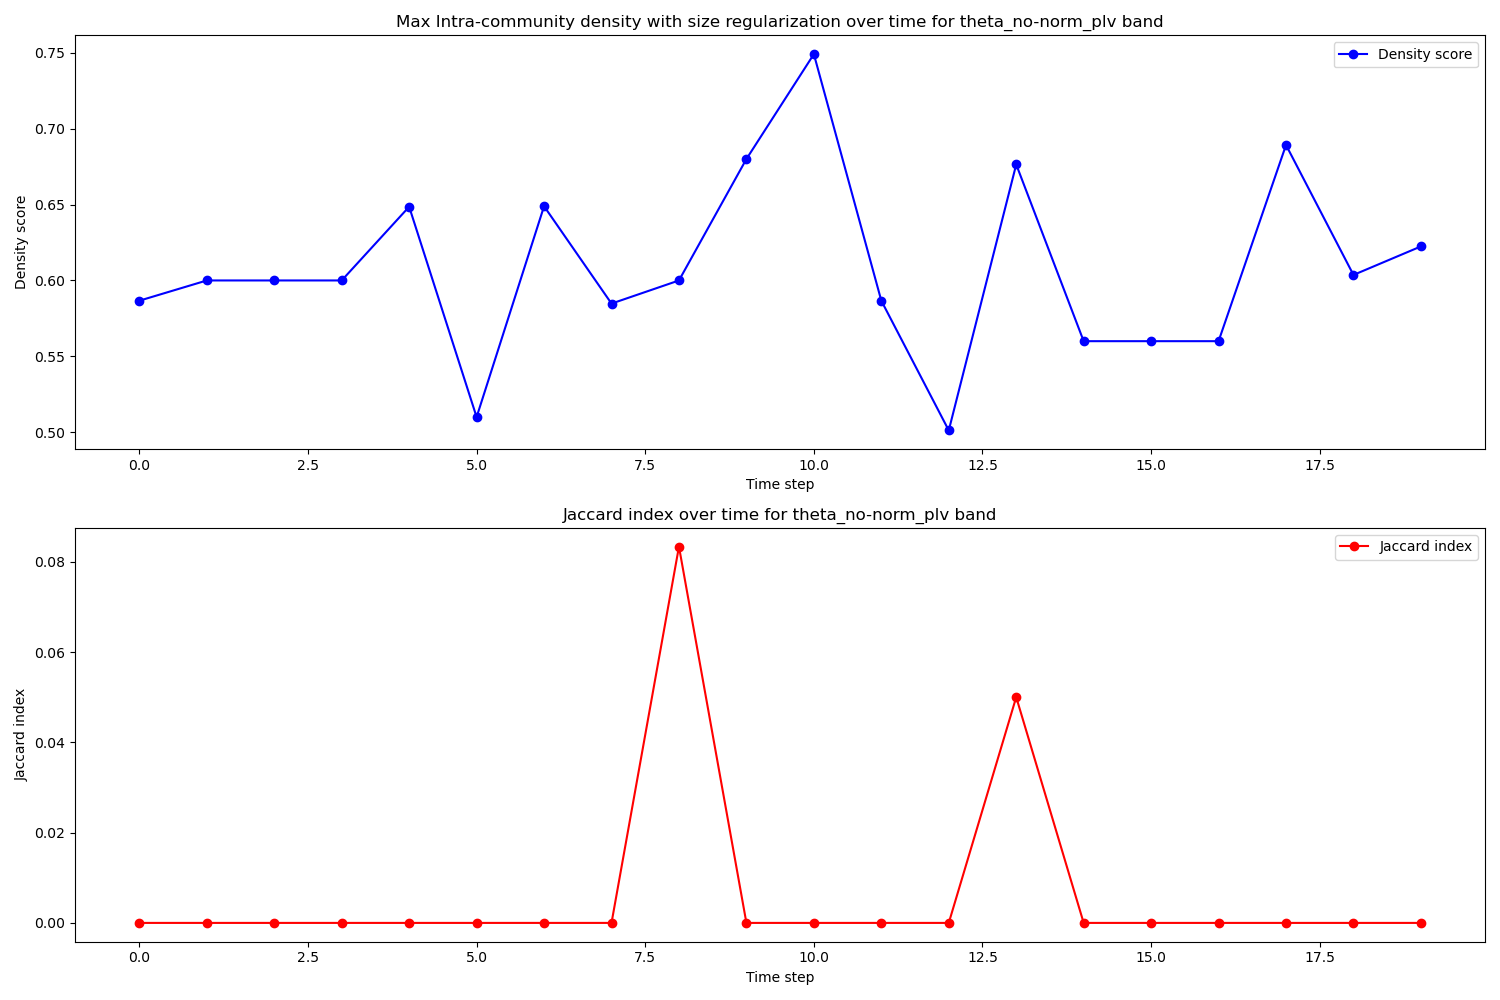 Max Intra-community density with size regularization over time for theta_no-norm_plv band
Density score
0.75
0.70
0.65
0.60
0.55
0.50
Density score
0.0 2.5 5.0 7.5 10.0 12.5 15.0 17.5
Time step
Jaccard index over time for theta_no-norm_plv band
Jaccard index
0.08
0.06
0.04
0.02
0.00
Jaccard index
0.0 2.5 5.0 7.5 10.0 12.5 15.0 17.5
Time step